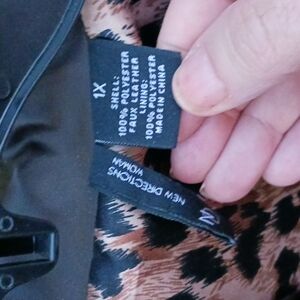 1X
SHELL:
100% POLYESTER
FAUX LEATHER
LINING:
100% POLYESTER
MADE IN CHINA
NEW DIRECTIONS
WOMAN